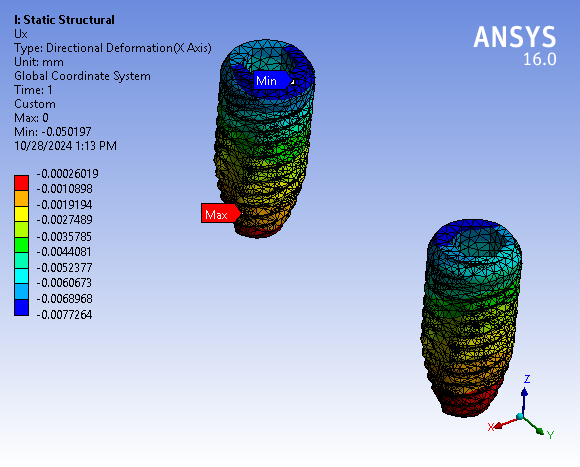 I: Static Structural
Ux
Type: Directional Deformation(X Axis)
Unit: mm
Global Coordinate System
Time: 1
Custom
Max: 0
Min: -0.050197
10/28/2024 1:13 PM
ANSYS
16.0
-0.00026019
-0.0010898
-0.0019194
-0.0027489
-0.0035785
-0.0044081
-0.0052377
-0.0060673
-0.0068968
-0.0077264
Min
Max
Z
X
Y